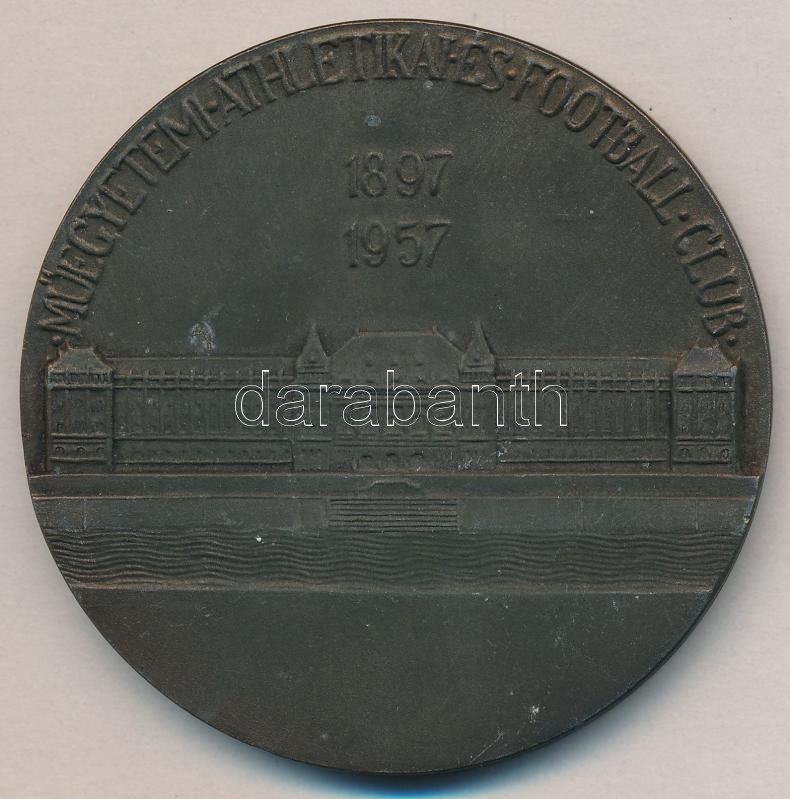 · MŰEGYETEMI · ATHLETIKAI · ÉS · FOOTBALL · CLUB ·
1897
1957
darabanth